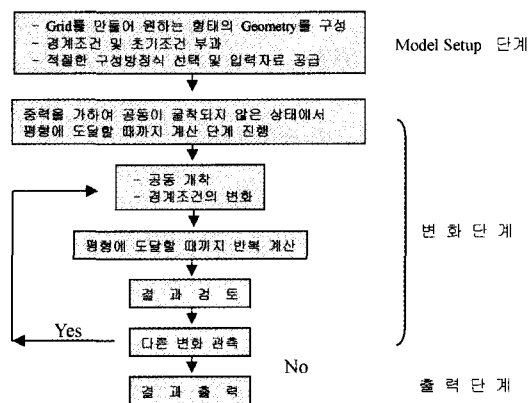 - Grid를 만들어 원하는 형태의 Geometry를 구성
- 경계조건 및 초기조건 부과
- 적절한 구성방정식 선택 및 입력자료 공급
Model Setup 단계
중력을 가하여 공동이 굴착되지 않은 상태에서
평형에 도달할 때까지 계산 단계 진행
- 공동 개착
- 경계조건의 변화
평형에 도달할 때까지 반복 계산
변 화 단 계
결 과 검 토
Yes
다른 변화 관측
No
결 과 출 력
출 력 단 계